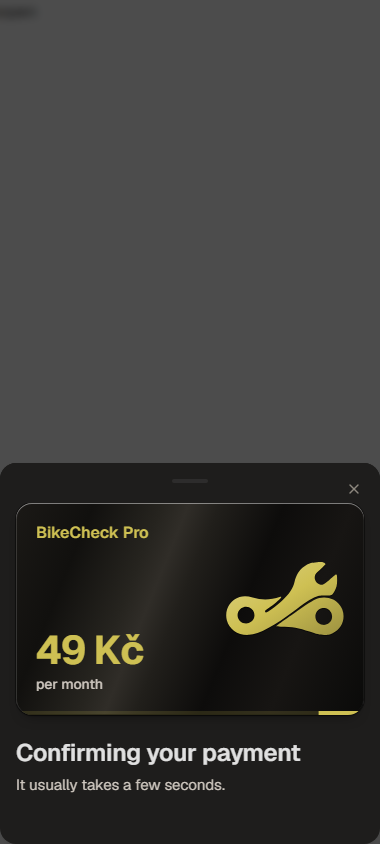 BikeCheck Pro
49 Kč
per month
Confirming your payment
It usually takes a few seconds.